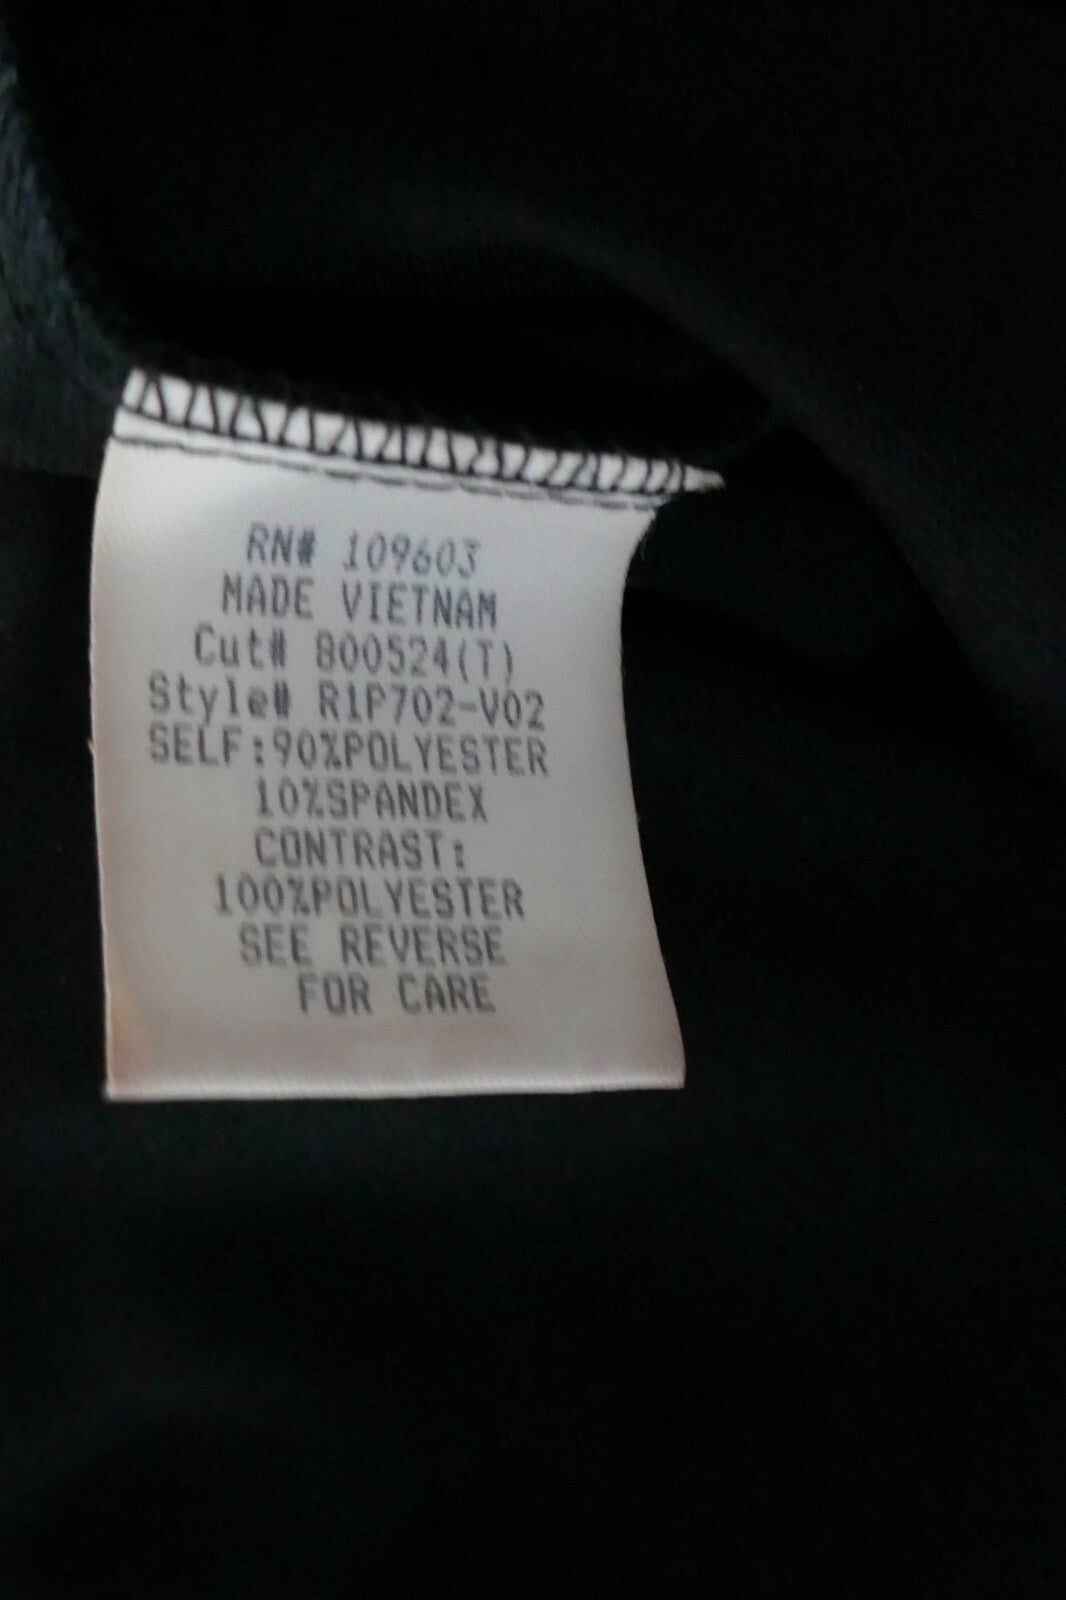 RN# 109603
MADE VIETNAM
Cut# 800524(T)
Style# R1P702-V02
SELF:90%POLYESTER
10%SPANDEX
CONTRAST:
100%POLYESTER
SEE REVERSE
FOR CARE